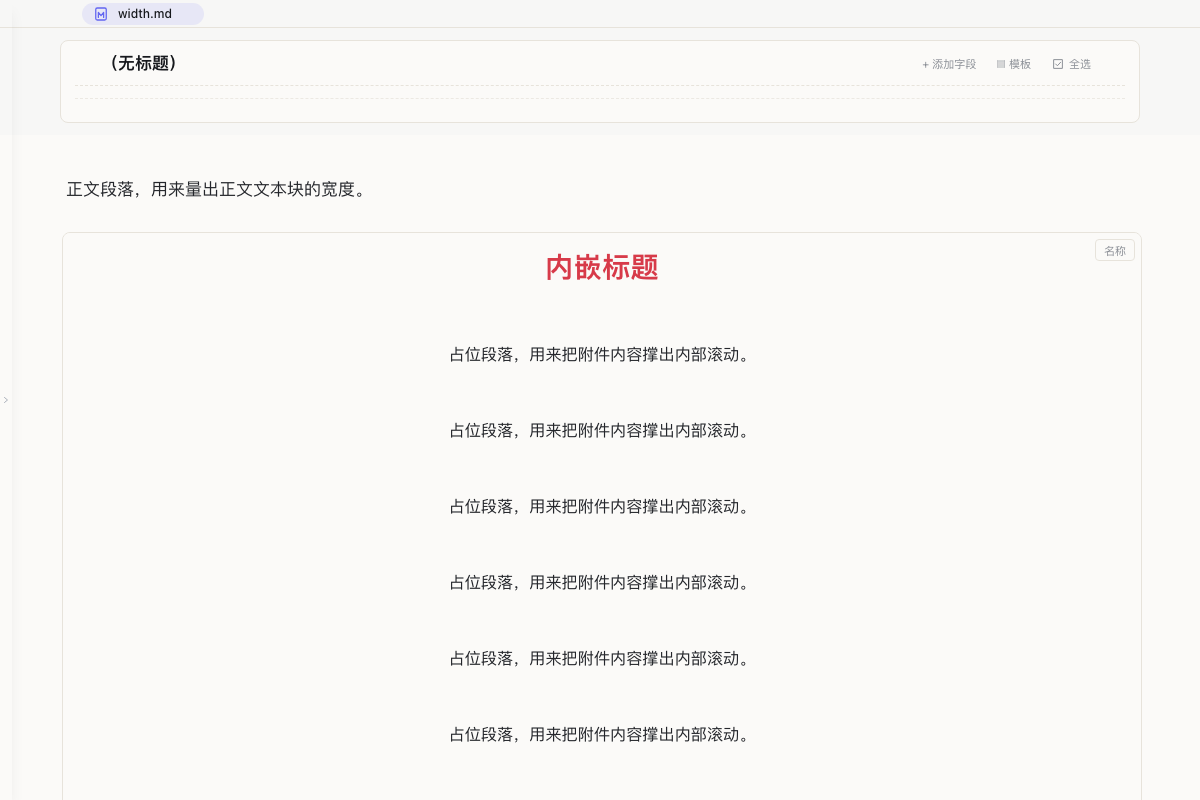 width.md
（无标题）
+ 添加字段 模板 全选
正文段落，用来量出正文文本块的宽度。
名称
内嵌标题
占位段落，用来把附件内容撑出内部滚动。
占位段落，用来把附件内容撑出内部滚动。
占位段落，用来把附件内容撑出内部滚动。
占位段落，用来把附件内容撑出内部滚动。
占位段落，用来把附件内容撑出内部滚动。
占位段落，用来把附件内容撑出内部滚动。